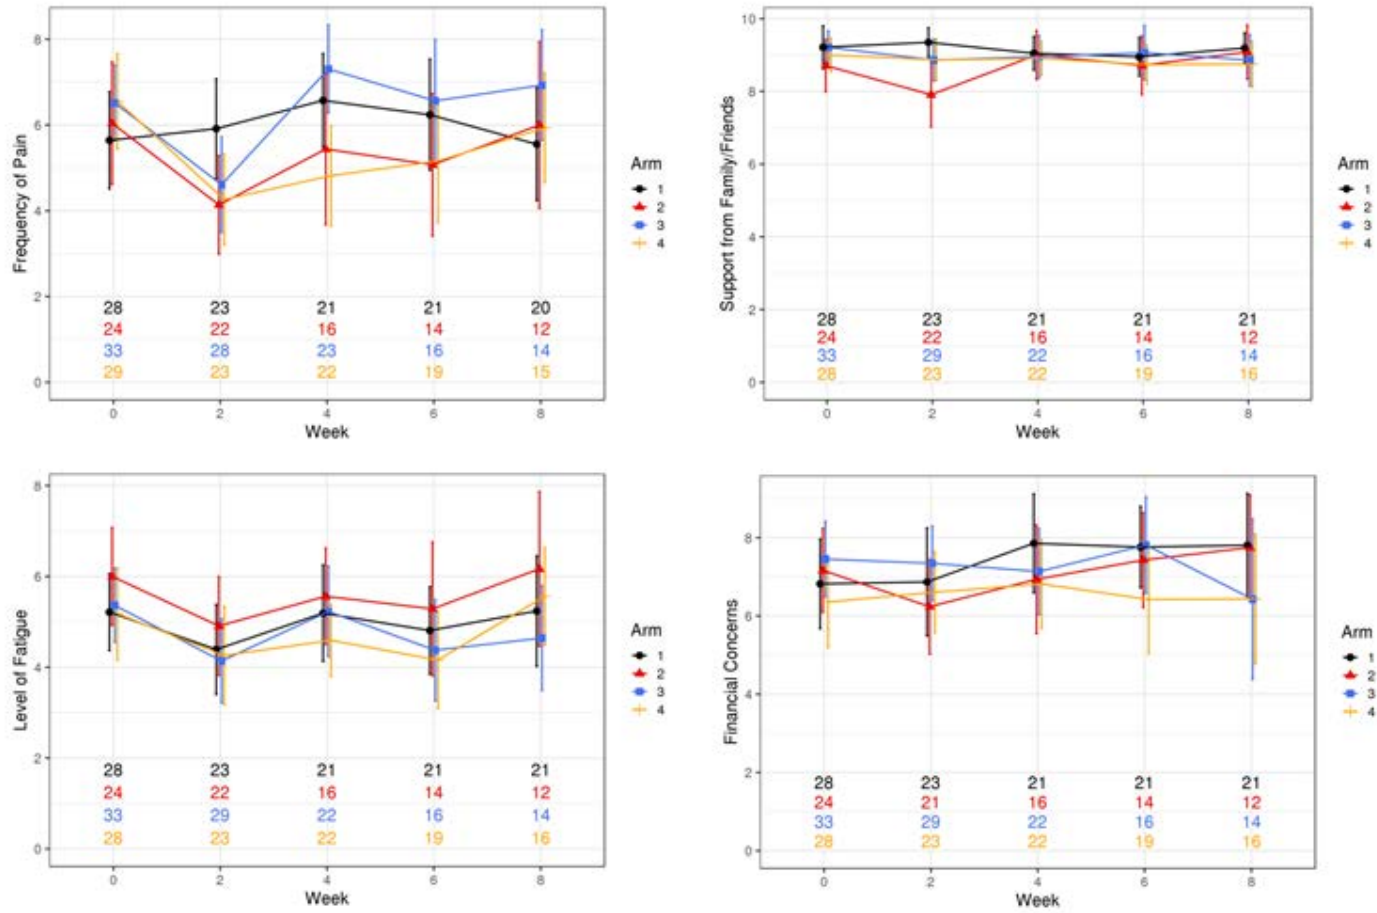 Frequency of Pain
8
6
4
2
0
28 23 21 21 20
24 22 16 14 12
33 28 23 16 14
29 23 22 19 15
0 2 4 6 8
Week
Arm
1
2
3
4
Support from Family/Friends
10
8
6
4
2
0
28 23 21 21 21
24 22 16 14 12
33 29 22 16 14
28 23 22 19 16
0 2 4 6 8
Week
Arm
1
2
3
4
Level of Fatigue
8
6
4
2
0
28 23 21 21 21
24 22 16 14 12
33 29 22 16 14
28 23 22 19 16
0 2 4 6 8
Week
Arm
1
2
3
4
Financial Concerns
8
6
4
2
0
28 23 21 21 21
24 21 16 14 12
33 29 22 16 14
28 23 22 19 16
0 2 4 6 8
Week
Arm
1
2
3
4